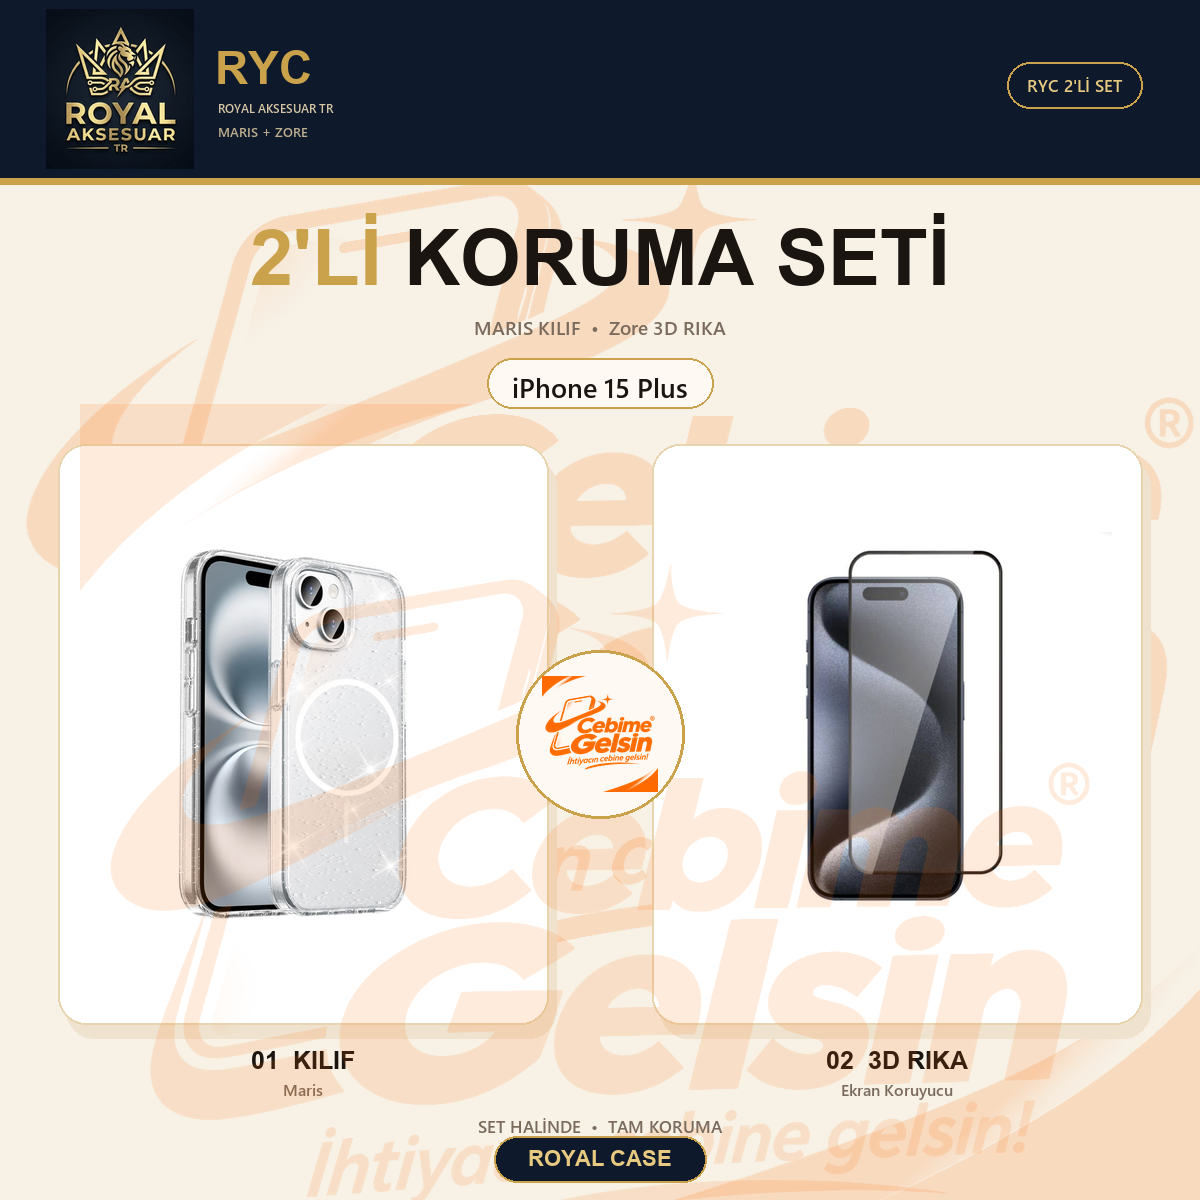 ROYAL
AKSESUAR
TR
RYC
ROYAL AKSESUAR TR
MARIS + ZORE
RYC 2'Lİ SET
2'Lİ KORUMA SETİ
MARIS KILIF • Zore 3D RIKA
iPhone 15 Plus
Cebime®
Gelsin
İhtiyacın cebine gelsin!
Cebime®
Gelsin
01 KILIF
Maris
02 3D RIKA
Ekran Koruyucu
SET HALİNDE • TAM KORUMA
ROYAL CASE